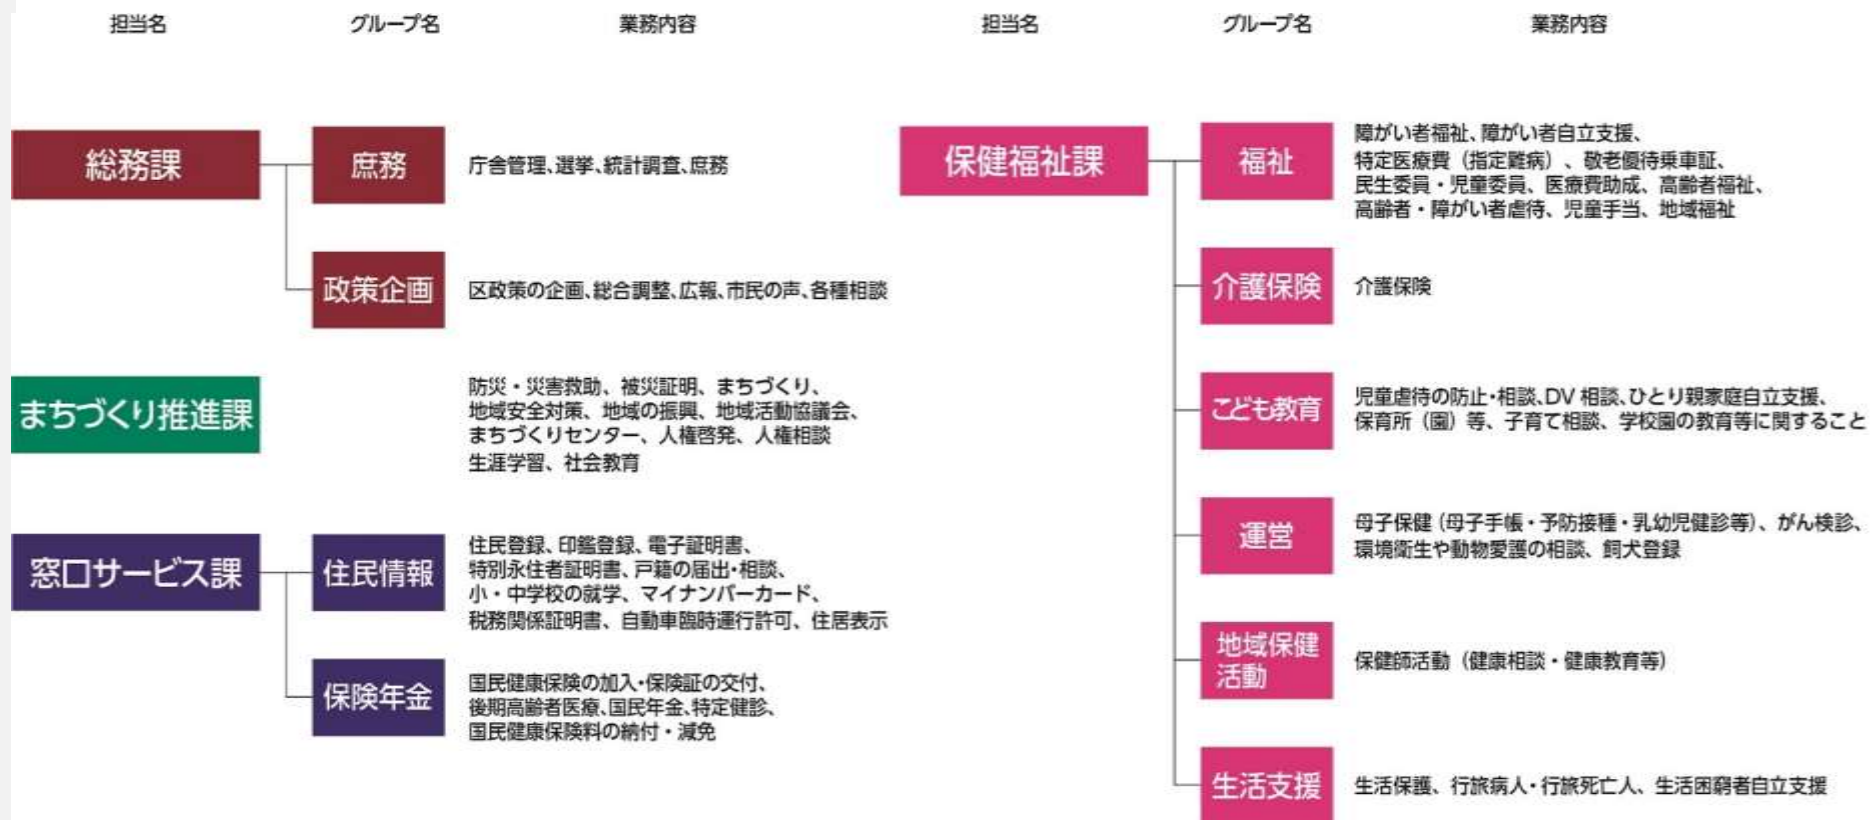 担当名 グループ名 業務内容
総務課
庶務
庁舎管理、選挙、統計調査、庶務
政策企画
区政策の企画、総合調整、広報、市民の声、各種相談
まちづくり推進課
防災・災害救助、被災証明、まちづくり、
地域安全対策、地域の振興、地域活動協議会、
まちづくりセンター、人権啓発、人権相談
生涯学習、社会教育
窓口サービス課
住民情報
住民登録、印鑑登録、電子証明書、
特別永住者証明書、戸籍の届出・相談、
小・中学校の就学、マイナンバーカード、
税務関係証明書、自動車臨時運行許可、住居表示
保険年金
国民健康保険の加入・保険証の交付、
後期高齢者医療、国民年金、特定健診、
国民健康保険料の納付・減免
担当名 グループ名 業務内容
保健福祉課
福祉
障がい者福祉、障がい者自立支援、
特定医療費（指定難病）、敬老優待乗車証、
民生委員・児童委員、医療費助成、高齢者福祉、
高齢者・障がい者虐待、児童手当、地域福祉
介護保険
介護保険
こども教育
児童虐待の防止・相談、DV 相談、ひとり親家庭自立支援、
保育所（園）等、子育て相談、学校園の教育等に関すること
運営
母子保健（母子手帳・予防接種・乳幼児健診等）、がん検診、
環境衛生や動物愛護の相談、飼犬登録
地域保健
活動
保健師活動（健康相談・健康教育等）
生活支援
生活保護、行旅病人・行旅死亡人、生活困窮者自立支援